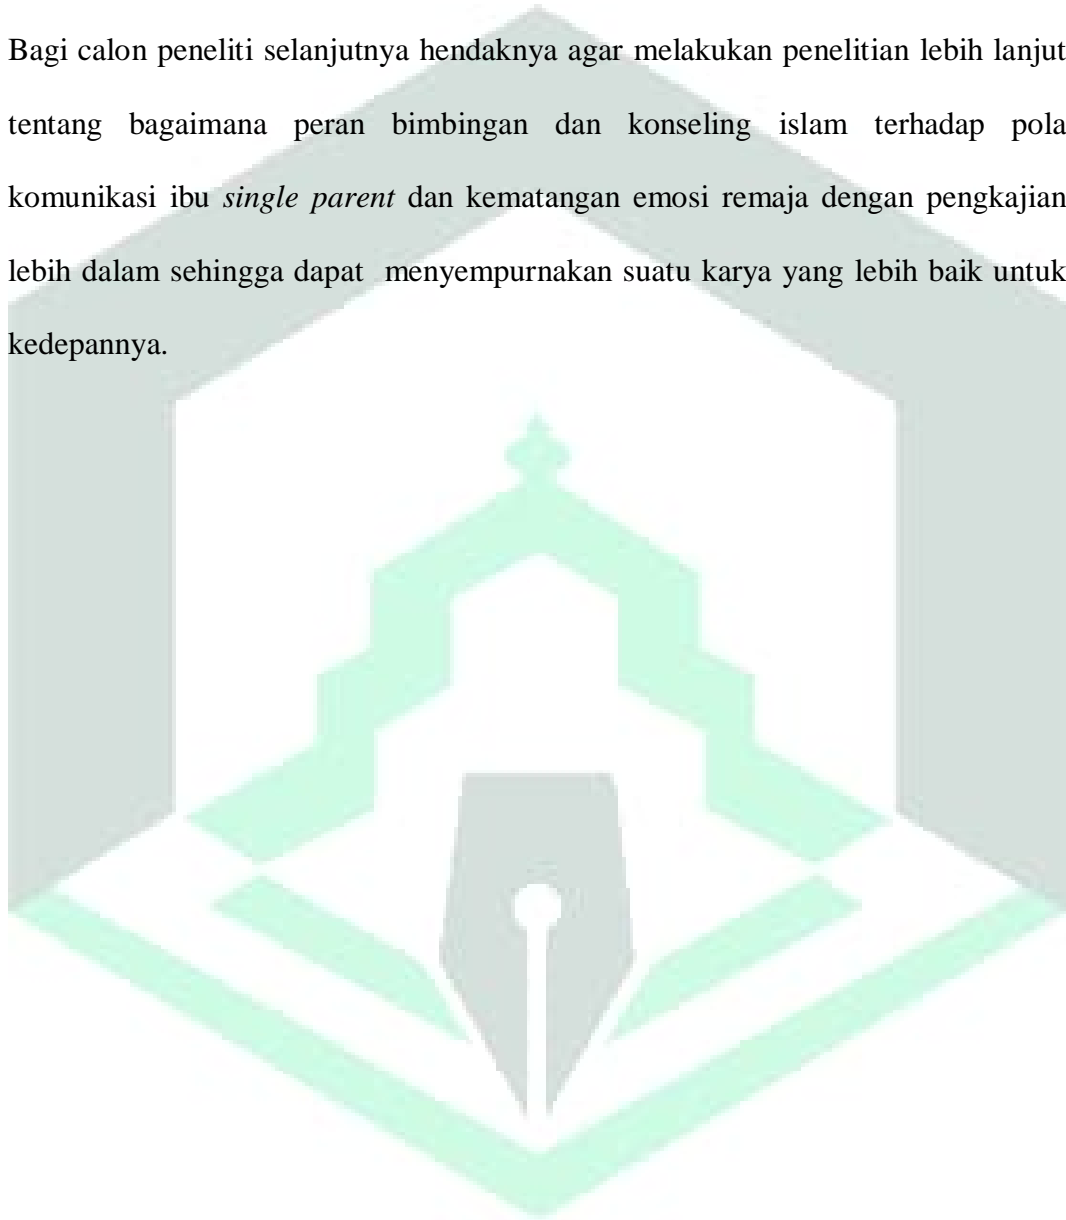 Bagi calon peneliti selanjutnya hendaknya agar melakukan penelitian lebih lanjut
tentang bagaimana peran bimbingan dan konseling islam terhadap pola
komunikasi ibu single parent dan kematangan emosi remaja dengan pengkajian
lebih dalam sehingga dapat menyempurnakan suatu karya yang lebih baik untuk
kedepannya.